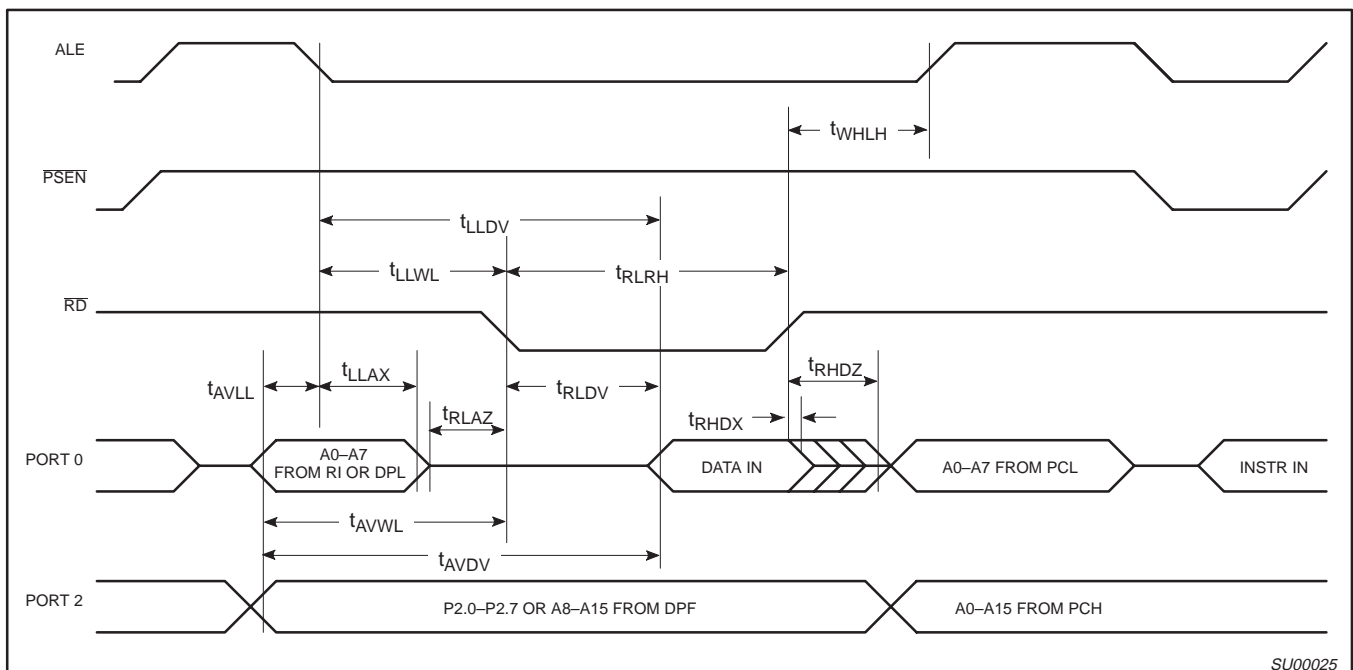 ALE
tWHLH
PSEN
tLLDV
tLLWL
tRLRH
RD
tAVLL
tLLAX
tRLDV
tRHDZ
tRLAZ
tRHDX
PORT 0
A0–A7
FROM RI OR DPL
DATA IN
A0–A7 FROM PCL
INSTR IN
tAVWL
tAVDV
PORT 2
P2.0–P2.7 OR A8–A15 FROM DPF
A0–A15 FROM PCH
SU00025